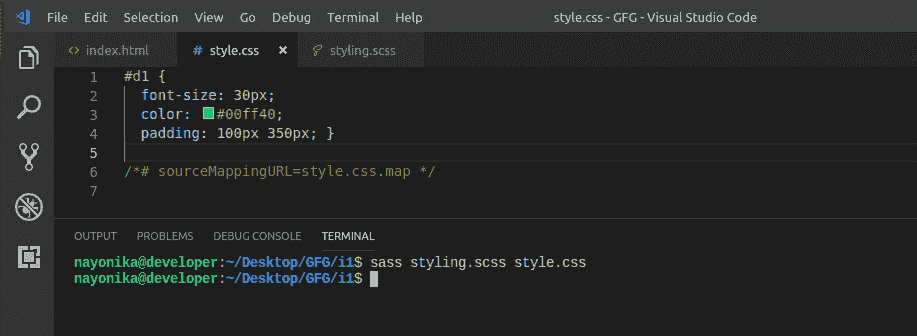 File Edit Selection View Go Debug Terminal Help style.css - GFG - Visual Studio Code
<> index.html # style.css × styling.scss
1 #d1 {
2 font-size: 30px;
3 color: #00ff40;
4 padding: 100px 350px; }
5
6 /*# sourceMappingURL=style.css.map */
7
OUTPUT PROBLEMS DEBUG CONSOLE TERMINAL
nayonika@developer:~/Desktop/GFG/i1$ sass styling.scss style.css
nayonika@developer:~/Desktop/GFG/i1$